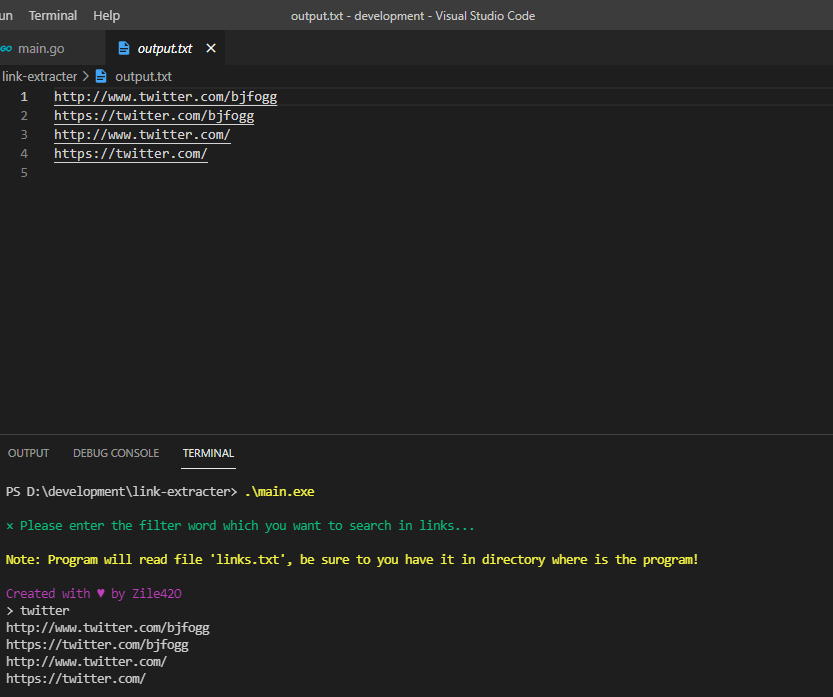 un Terminal Help output.txt - development - Visual Studio Code
GO main.go output.txt ×
link-extracter > output.txt
1 http://www.twitter.com/bjfogg
2 https://twitter.com/bjfogg
3 http://www.twitter.com/
4 https://twitter.com/
5
OUTPUT DEBUG CONSOLE TERMINAL
PS D:\development\link-extracter> .\main.exe
× Please enter the filter word which you want to search in links...
Note: Program will read file 'links.txt', be sure to you have it in directory where is the program!
Created with ♥ by Zile42O
> twitter
http://www.twitter.com/bjfogg
https://twitter.com/bjfogg
http://www.twitter.com/
https://twitter.com/